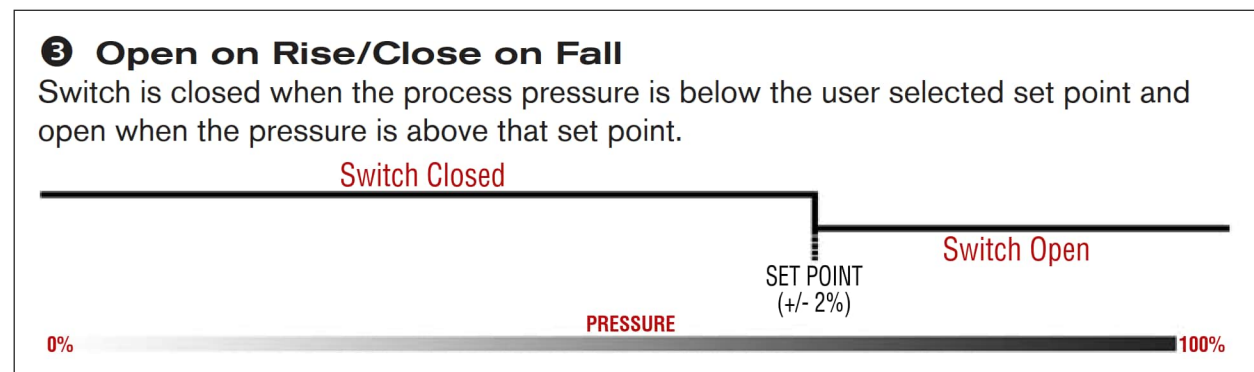 ❸ Open on Rise/Close on Fall
Switch is closed when the process pressure is below the user selected set point and
open when the pressure is above that set point.
Switch Closed
Switch Open
SET POINT
(+/- 2%)
PRESSURE
0%
100%